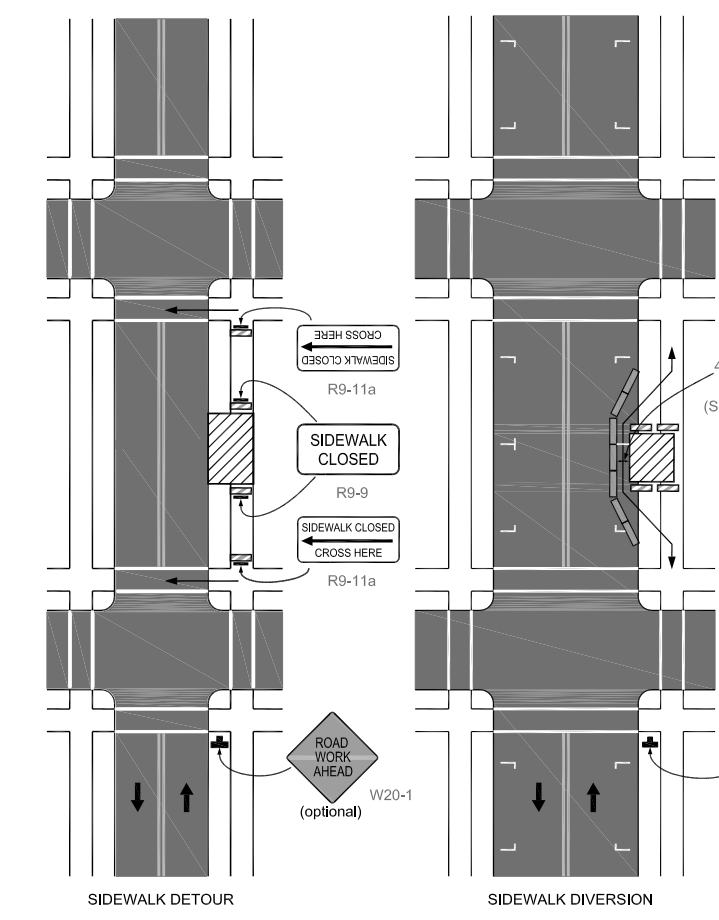 SIDEWALK CLOSED
CROSS HERE
R9-11a
SIDEWALK
CLOSED
R9-9
SIDEWALK CLOSED
CROSS HERE
R9-11a
ROAD
WORK
AHEAD
W20-1
(optional)
SIDEWALK DETOUR
4
(S
SIDEWALK DIVERSION